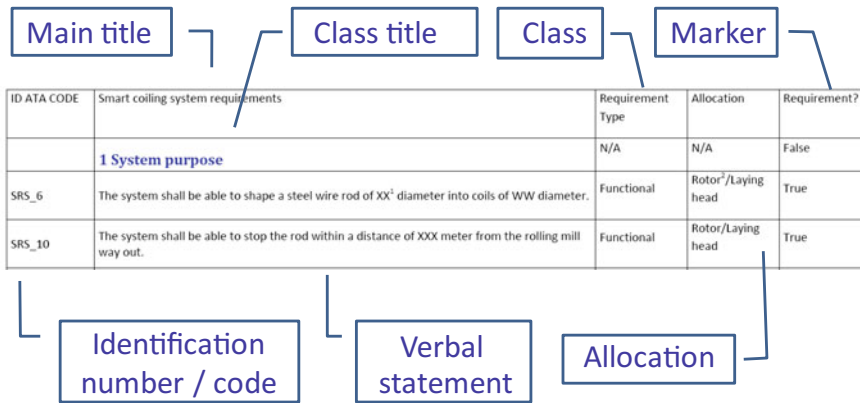 Main title
Class title
Class
Marker
ID ATA CODE
Smart coiling system requirements
Requirement
Type
Allocation
Requirement?
1 System purpose
N/A
N/A
False
SRS_6
The system shall be able to shape a steel wire rod of XX¹ diameter into coils of WW diameter.
Functional
Rotor²/Laying
head
True
SRS_10
The system shall be able to stop the rod within a distance of XXX meter from the rolling mill
way out.
Functional
Rotor/Laying
head
True
Identification
number / code
Verbal
statement
Allocation